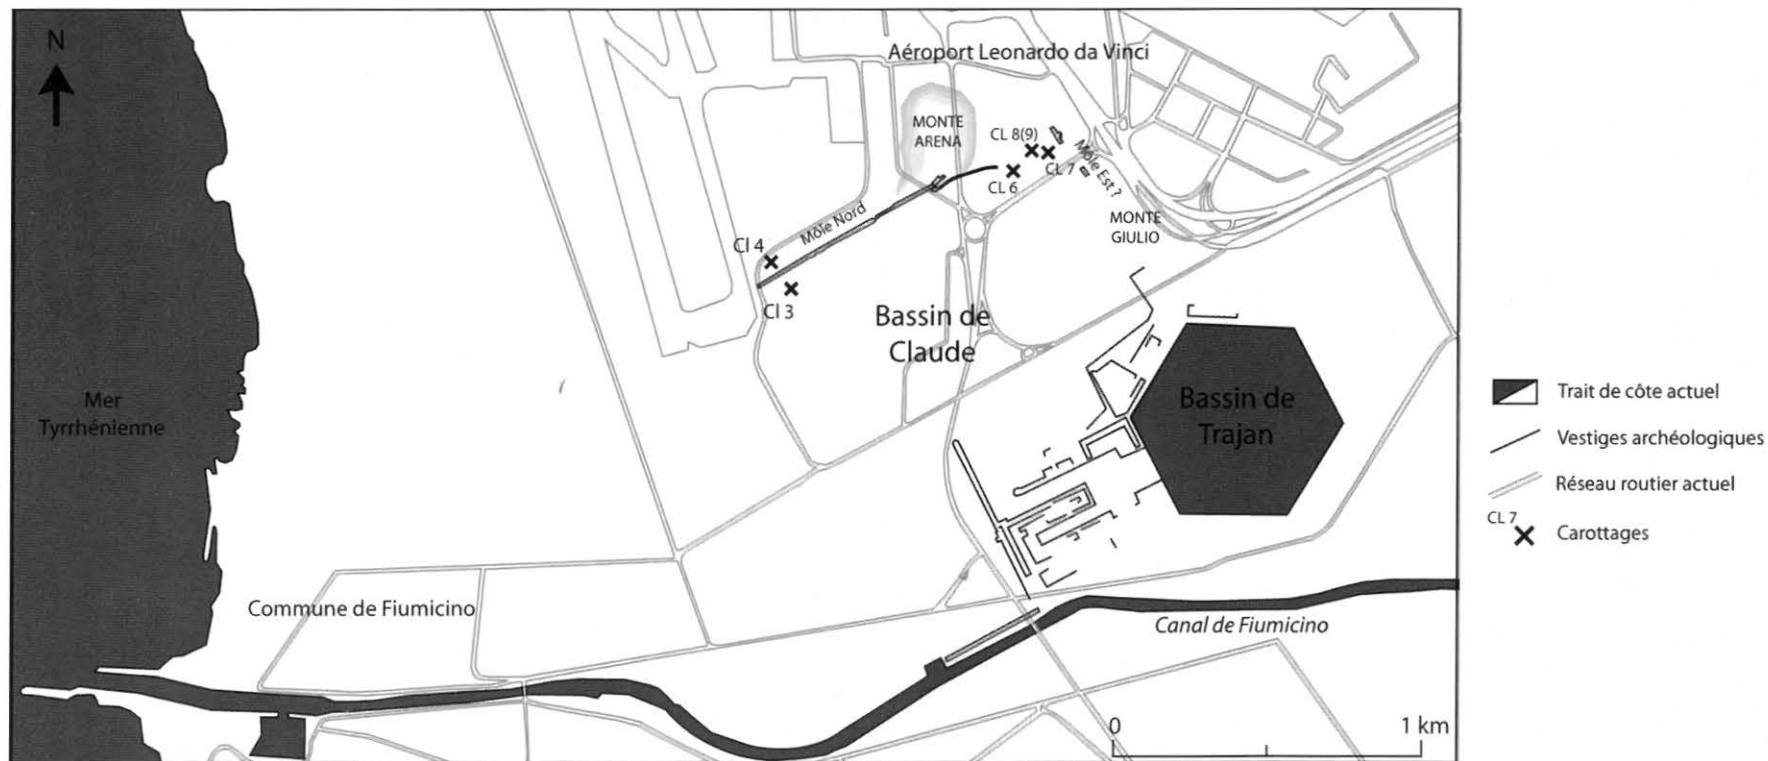 N
Aéroport Leonardo da Vinci
MONTE
ARENA
CL 8(9)
CL 7
CL 6
Môle Est ?
MONTE
GIULIO
Môle Nord
Cl 4
Cl 3
Bassin de
Claude
Mer
Tyrrhénienne
Bassin de
Trajan
Commune de Fiumicino
Canal de Fiumicino
0
1 km
Trait de côte actuel
Vestiges archéologiques
Réseau routier actuel
CL 7
Carottages